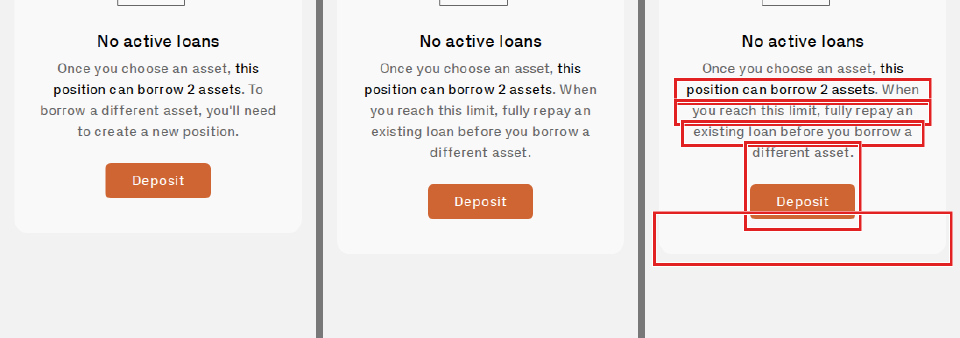 No active loans
Once you choose an asset, this
position can borrow 2 assets. To
borrow a different asset, you'll need
to create a new position.
Deposit
No active loans
Once you choose an asset, this
position can borrow 2 assets. When
you reach this limit, fully repay an
existing loan before you borrow a
different asset.
Deposit
No active loans
Once you choose an asset, this
position can borrow 2 assets. When
you reach this limit, fully repay an
existing loan before you borrow a
different asset.
Deposit